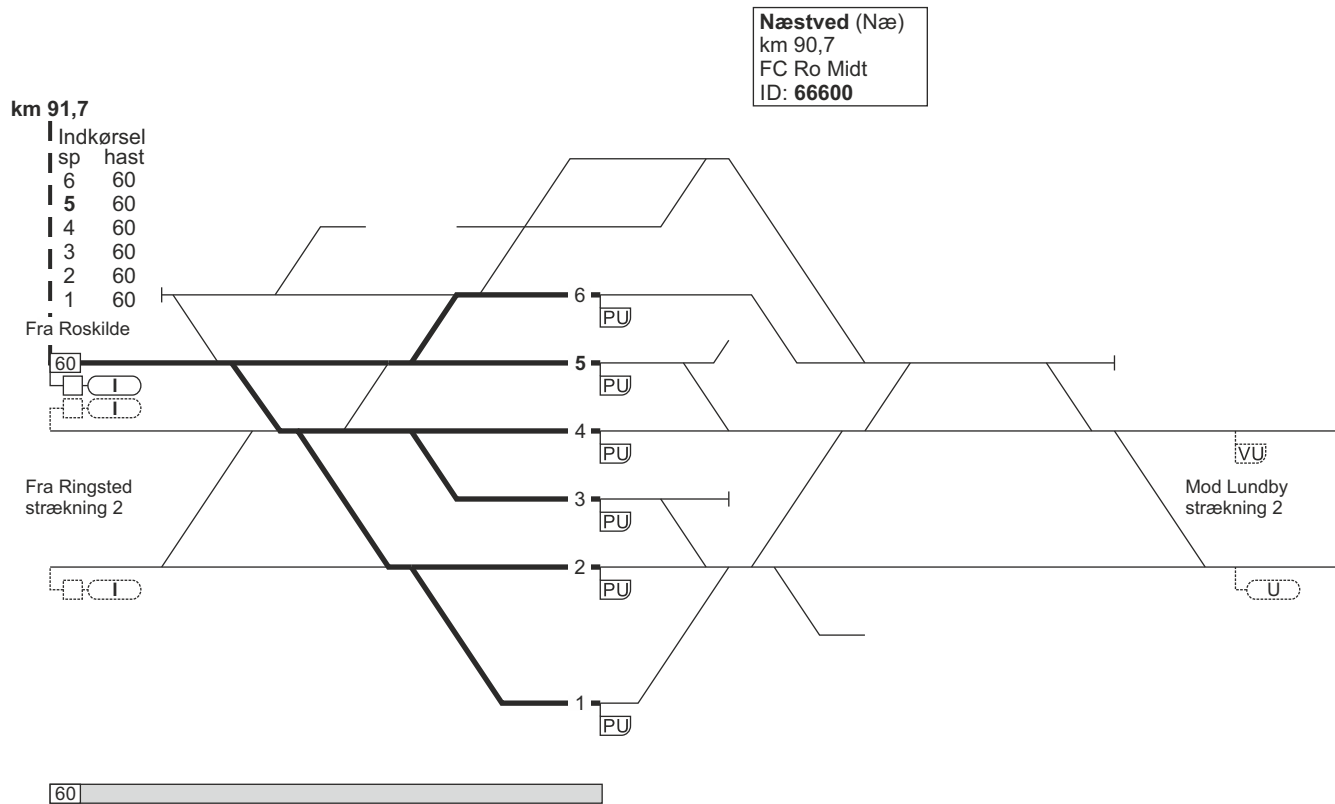 Næstved (Næ)
km 90,7
FC Ro Midt
ID: 66600
km 91,7
Indkørsel
sp hast
6 60
5 60
4 60
3 60
2 60
1 60
Fra Roskilde
60
I
I
Fra Ringsted
strækning 2
I
6
PU
5
PU
4
PU
3
PU
2
PU
1
PU
VU
Mod Lundby
strækning 2
U
60